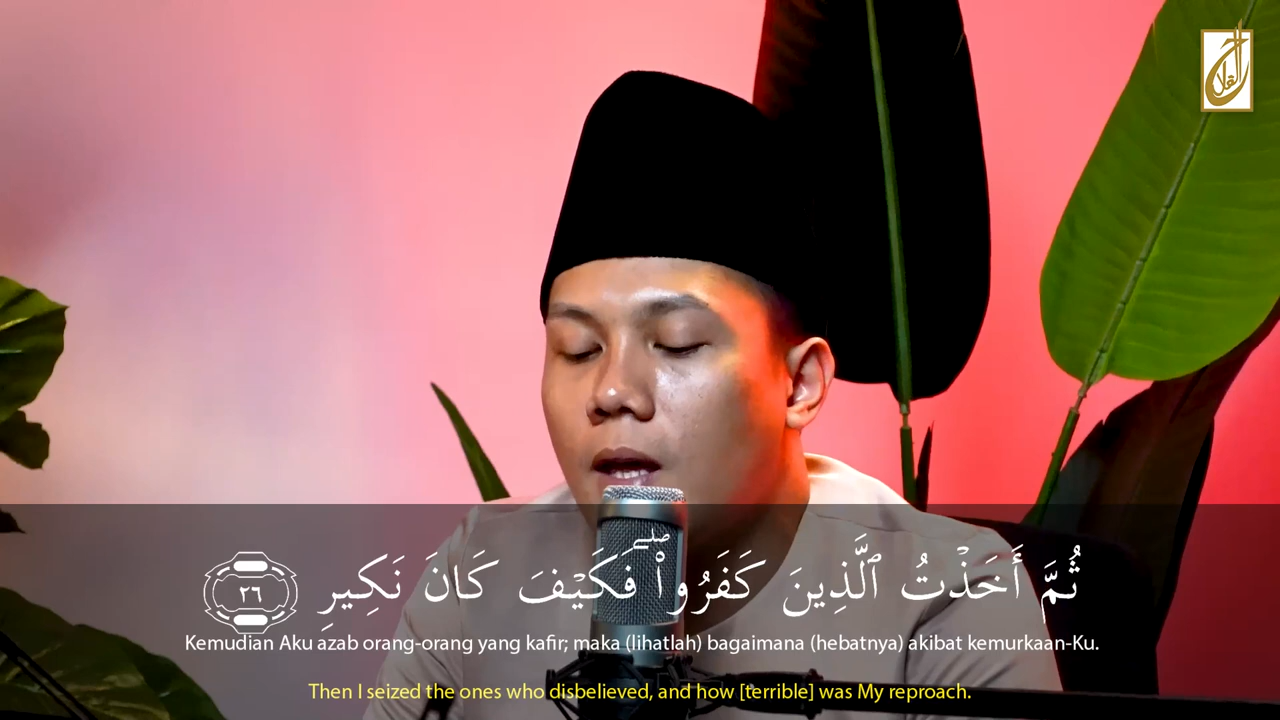 العلا
ثُمَّ أَخَذْتُ ٱلَّذِينَ كَفَرُوا۟ ۖ فَكَيْفَ كَانَ نَكِيرِ ٢٦
Kemudian Aku azab orang-orang yang kafir; maka (lihatlah) bagaimana (hebatnya) akibat kemurkaan-Ku.
Then I seized the ones who disbelieved, and how [terrible] was My reproach.